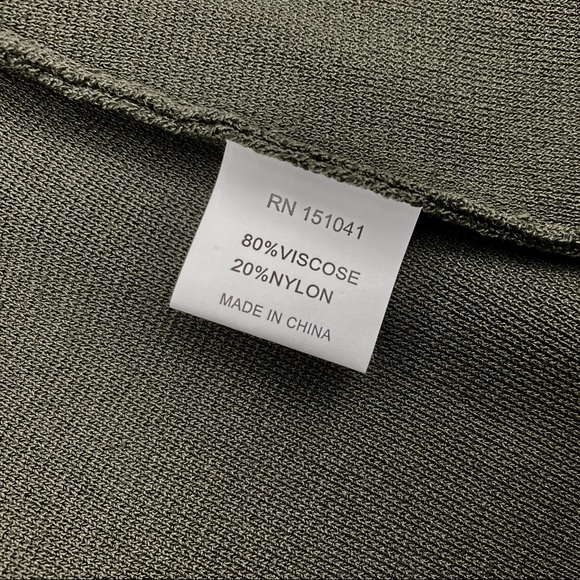 RN 151041
80%VISCOSE
20%NYLON
MADE IN CHINA